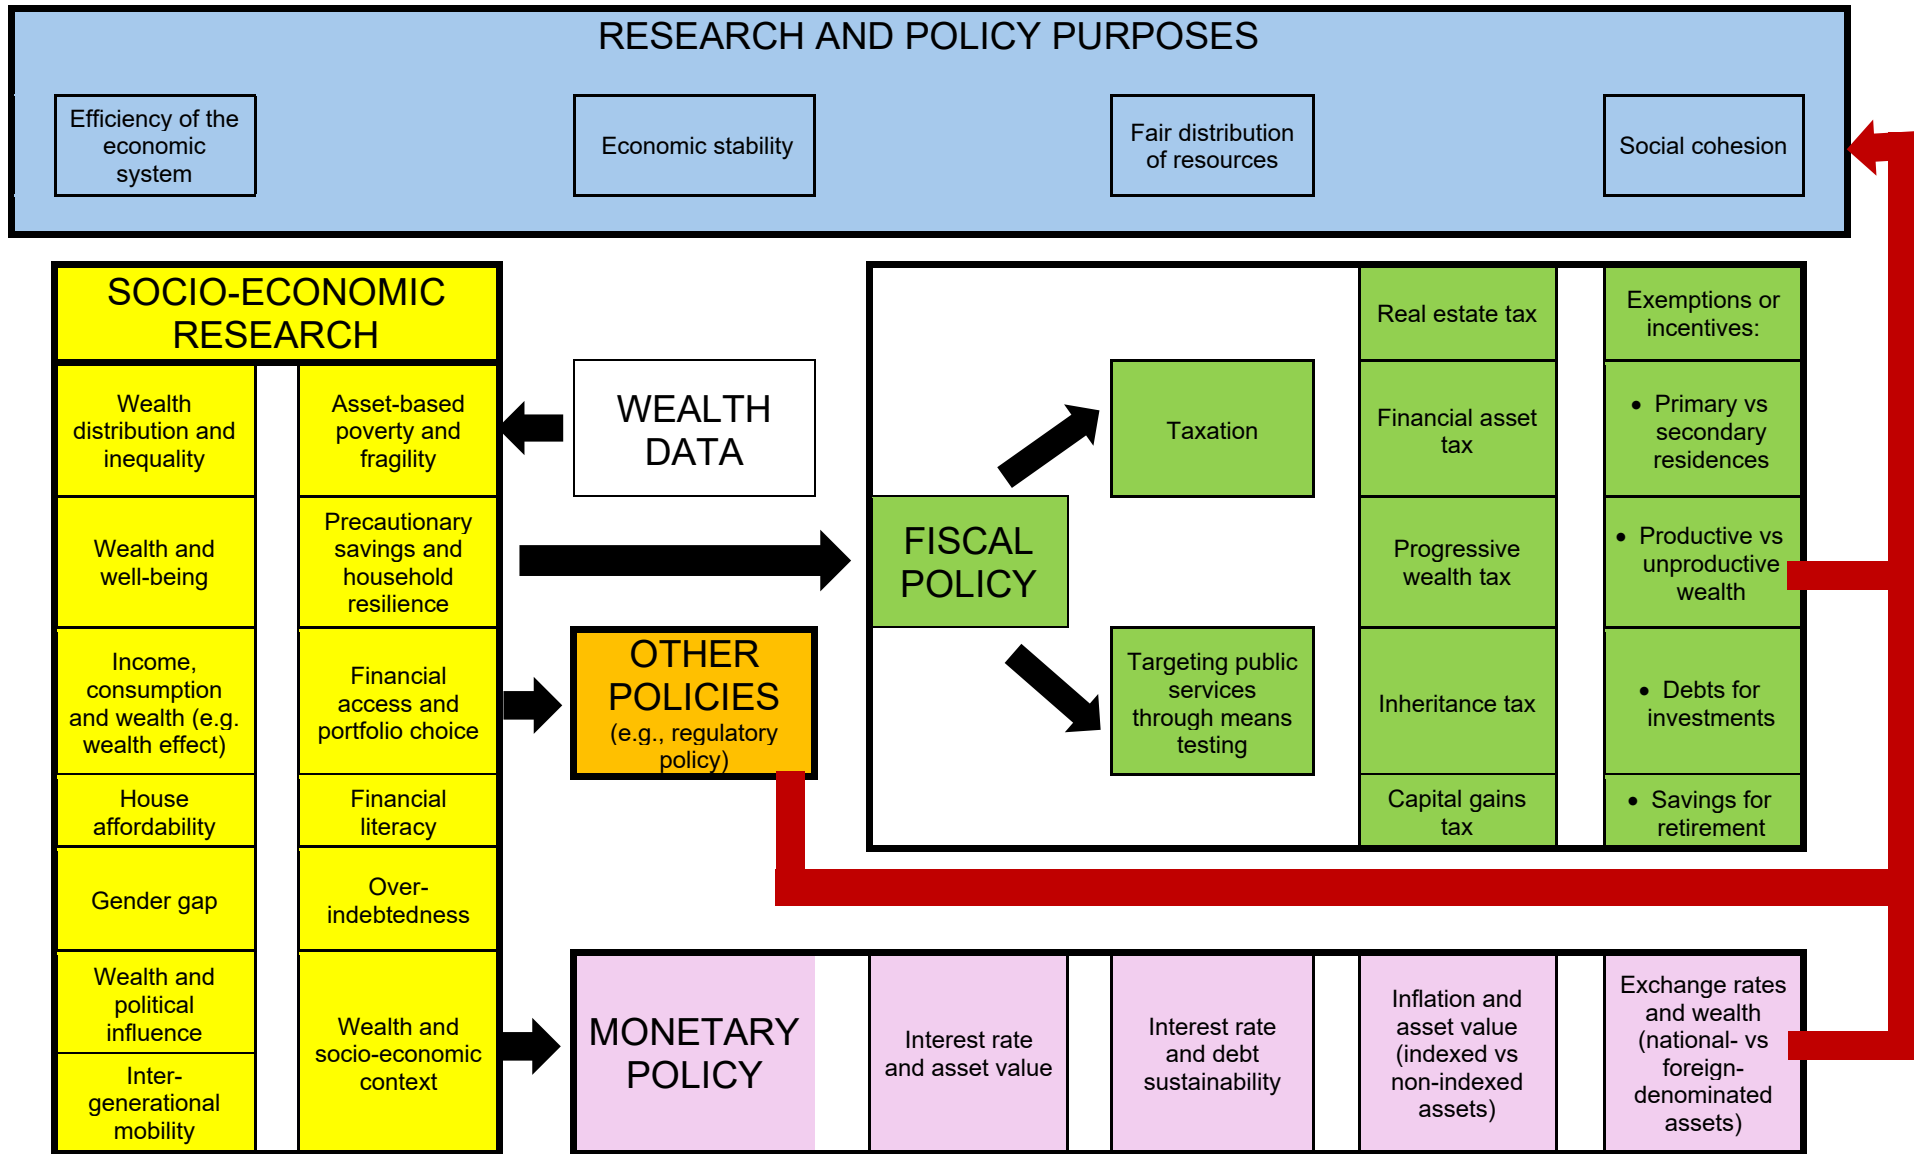 RESEARCH AND POLICY PURPOSES
Efficiency of the
economic
system
Economic stability
Fair distribution
of resources
Social cohesion
SOCIO-ECONOMIC
RESEARCH
Wealth
distribution and
inequality
Asset-based
poverty and
fragility
Wealth and
well-being
Precautionary
savings and
household
resilience
Income,
consumption
and wealth (e.g.
wealth effect)
Financial
access and
portfolio choice
House
affordability
Financial
literacy
Gender gap
Over-
indebtedness
Wealth and
political
influence
Inter-
generational
mobility
Wealth and
socio-economic
context
WEALTH
DATA
OTHER
POLICIES
(e.g., regulatory
policy)
FISCAL
POLICY
Taxation
Targeting public
services
through means
testing
Real estate tax
Financial asset
tax
Progressive
wealth tax
Inheritance tax
Capital gains
tax
Exemptions or
incentives:
• Primary vs
secondary
residences
• Productive vs
unproductive
wealth
• Debts for
investments
• Savings for
retirement
MONETARY
POLICY
Interest rate
and asset value
Interest rate
and debt
sustainability
Inflation and
asset value
(indexed vs
non-indexed
assets)
Exchange rates
and wealth
(national- vs
foreign-
denominated
assets)